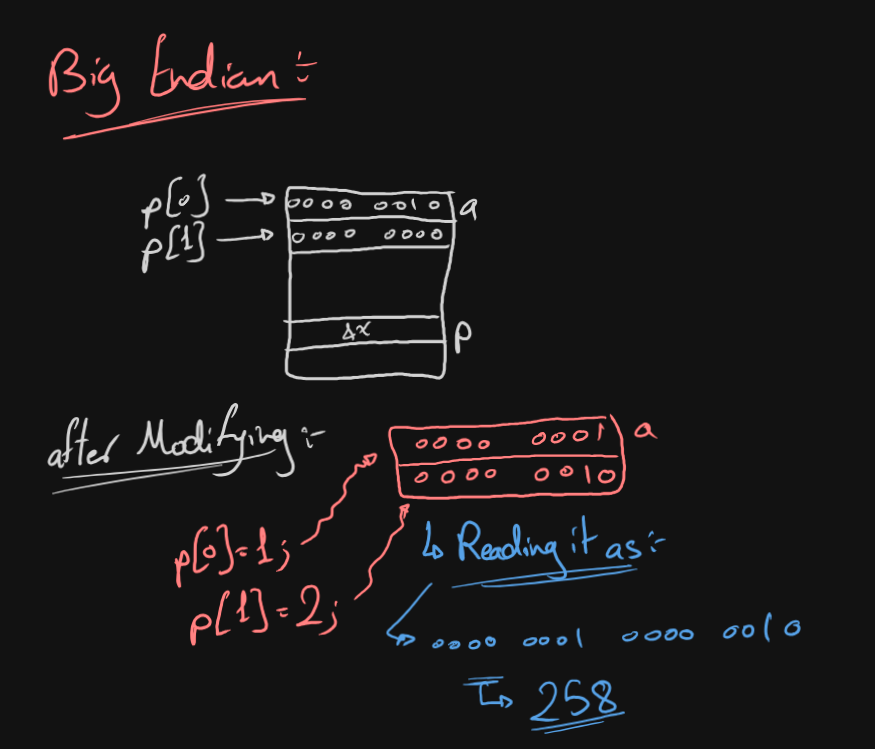 Big Endian :-
p[0] → 0000 0010 a
p[1] → 0000 0000
4x p
after Modifying :-
0000 0001 a
0000 0010
p[0]=1;
p[1]=2;
↳ Reading it as :-
0000 0001 0000 0010
↳ 258